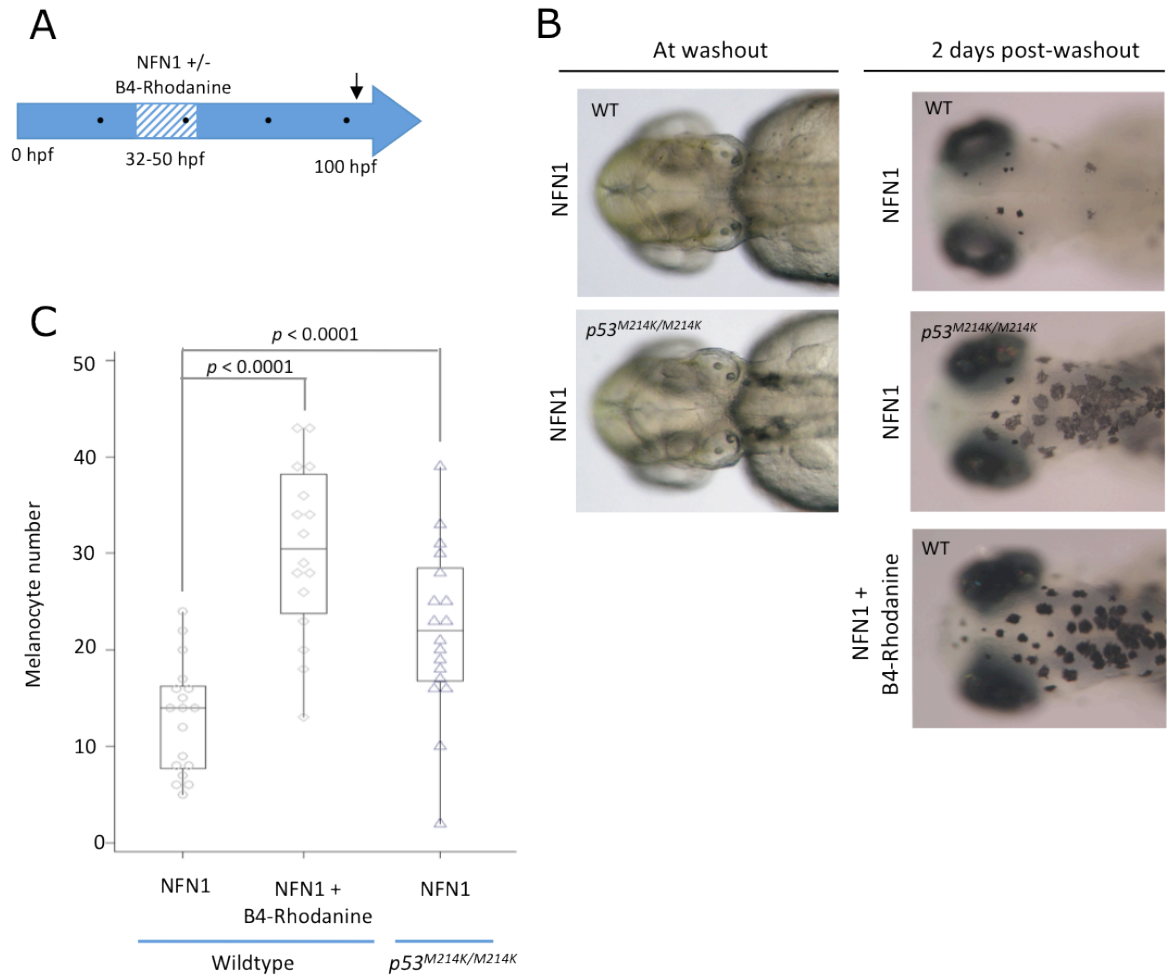 A
NFN1 +/-
B4-Rhodanine
0 hpf
32-50 hpf
100 hpf
B
At washout
2 days post-washout
NFN1
WT
NFN1
WT
NFN1
p53M214K/M214K
NFN1
p53M214K/M214K
NFN1 +
B4-Rhodanine
WT
C
p < 0.0001
p < 0.0001
Melanocyte number
50
40
30
20
10
0
NFN1
NFN1 +
B4-Rhodanine
NFN1
Wildtype
p53M214K/M214K